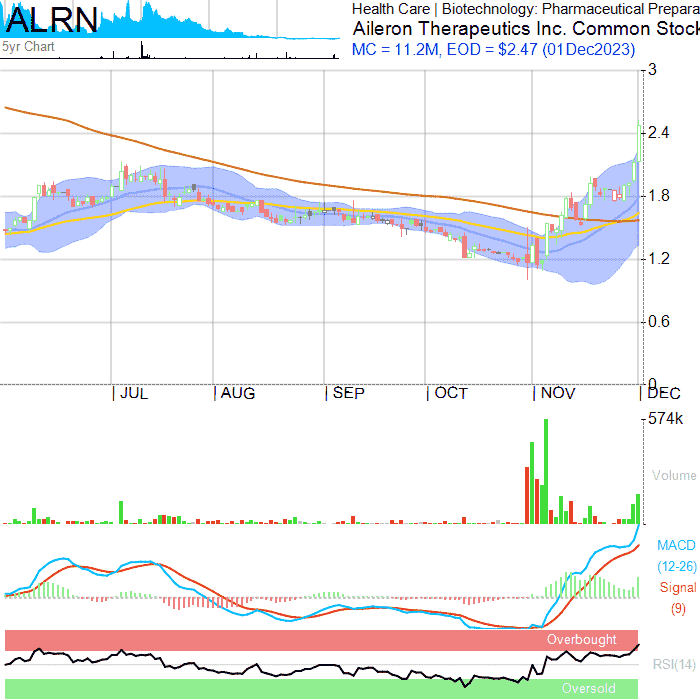 ALRN
5yr Chart
Health Care | Biotechnology: Pharmaceutical Prepara
Aileron Therapeutics Inc. Common Stock
MC = 11.2M, EOD = $2.47 (01Dec2023)
3
2.4
1.8
1.2
0.6
0
JUL
AUG
SEP
OCT
NOV
DEC
574k
Volume
MACD
(12-26)
Signal
(9)
Overbought
RSI(14)
Oversold